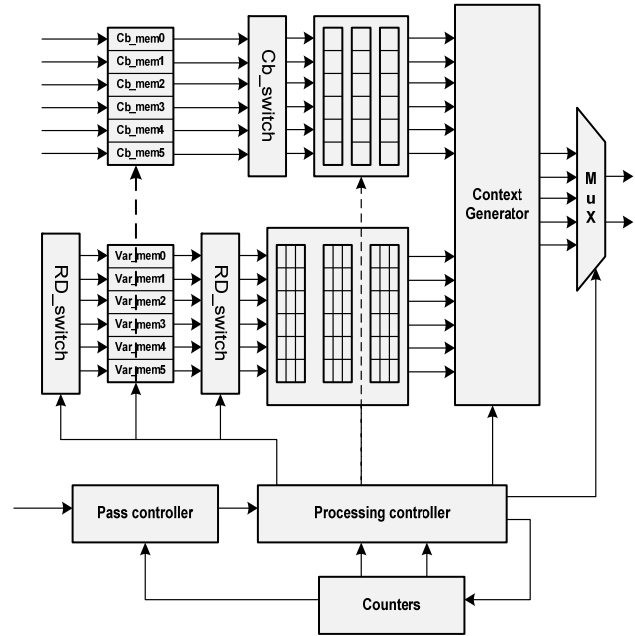 Cb_mem0
Cb_mem1
Cb_mem2
Cb_mem3
Cb_mem4
Cb_mem5
Cb_switch
Context
Generator
MuX
RD_switch
Var_mem0
Var_mem1
Var_mem2
Var_mem3
Var_mem4
Var_mem5
RD_switch
Pass controller
Processing controller
Counters